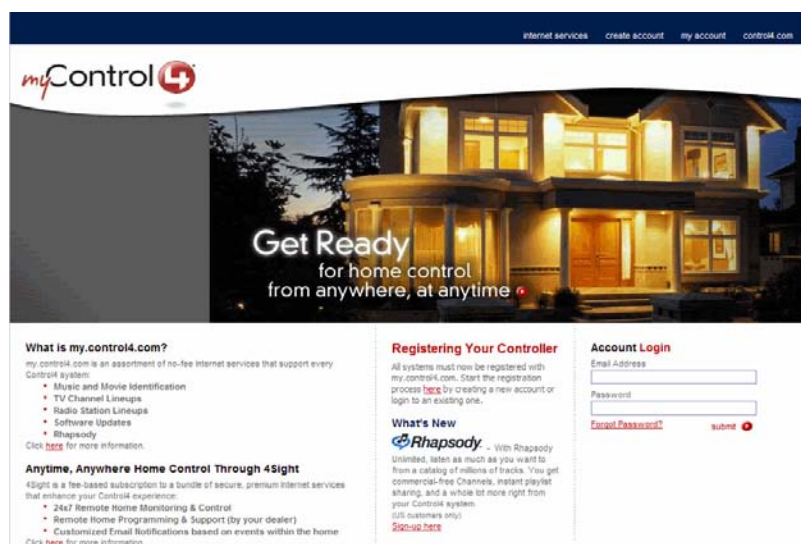 internet services create account my account control4.com
myControl4
Get Ready
for home control
from anywhere, at anytime
What is my.control4.com?
my.control4.com is an assortment of no-fee Internet services that support every
Control4 system:
• Music and Movie Identification
• TV Channel Lineups
• Radio Station Lineups
• Software Updates
• Rhapsody
Click here for more information.
Anytime, Anywhere Home Control Through 4Sight
4Sight is a fee-based subscription to a bundle of secure, premium Internet services
that enhance your Control4 experience:
• 24x7 Remote Home Monitoring & Control
• Remote Home Programming & Support (by your dealer)
• Customized Email Notifications based on events within the home
Click here for more information.
Registering Your Controller
All systems must now be registered with
my.control4.com. Start the registration
process here by creating a new account or
login to an existing one.
What's New
Rhapsody - With Rhapsody
Unlimited, listen as much as you want to
from a catalog of millions of tracks. You get
commercial-free Channels, instant playlist
sharing, and a whole lot more right from
your Control4 system.
(US customers only)
Sign-up here
Account Login
Email Address
Password
Forgot Password? submit